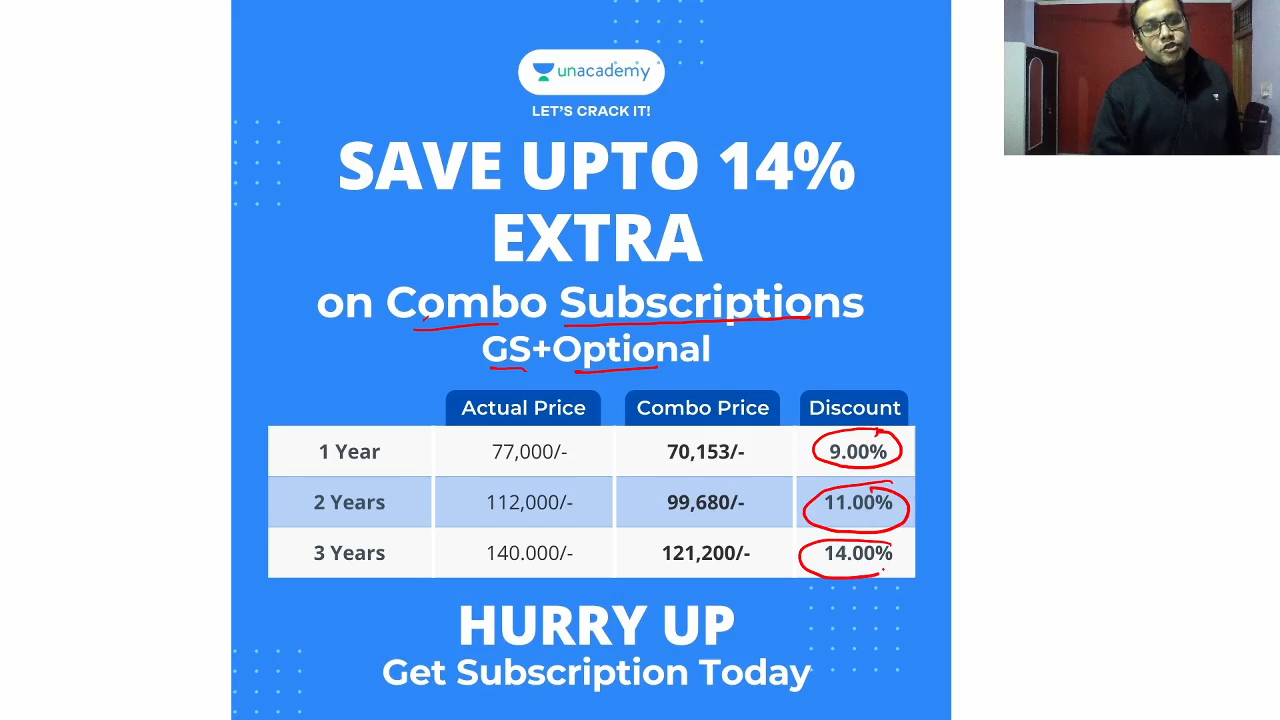 unacademy
LET'S CRACK IT!
SAVE UPTO 14%
EXTRA
on Combo Subscriptions
GS+Optional
Actual Price Combo Price Discount
1 Year 77,000/- 70,153/- 9.00%
2 Years 112,000/- 99,680/- 11.00%
3 Years 140.000/- 121,200/- 14.00%
HURRY UP
Get Subscription Today